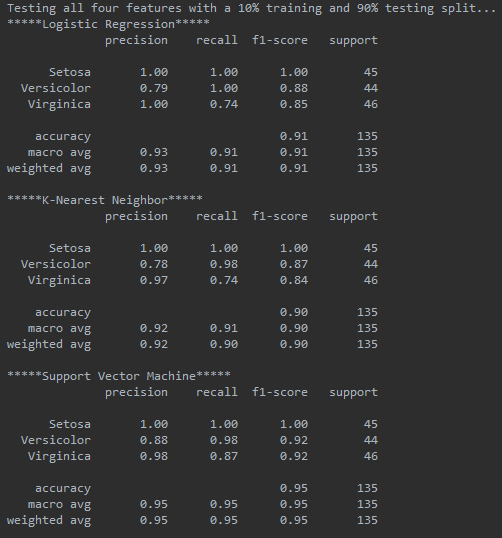 Testing all four features with a 10% training and 90% testing split...
*****Logistic Regression*****
precision recall f1-score support
Setosa 1.00 1.00 1.00 45
Versicolor 0.79 1.00 0.88 44
Virginica 1.00 0.74 0.85 46
accuracy 0.91 135
macro avg 0.93 0.91 0.91 135
weighted avg 0.93 0.91 0.91 135
*****K-Nearest Neighbor*****
precision recall f1-score support
Setosa 1.00 1.00 1.00 45
Versicolor 0.78 0.98 0.87 44
Virginica 0.97 0.74 0.84 46
accuracy 0.90 135
macro avg 0.92 0.91 0.90 135
weighted avg 0.92 0.90 0.90 135
*****Support Vector Machine*****
precision recall f1-score support
Setosa 1.00 1.00 1.00 45
Versicolor 0.88 0.98 0.92 44
Virginica 0.98 0.87 0.92 46
accuracy 0.95 135
macro avg 0.95 0.95 0.95 135
weighted avg 0.95 0.95 0.95 135